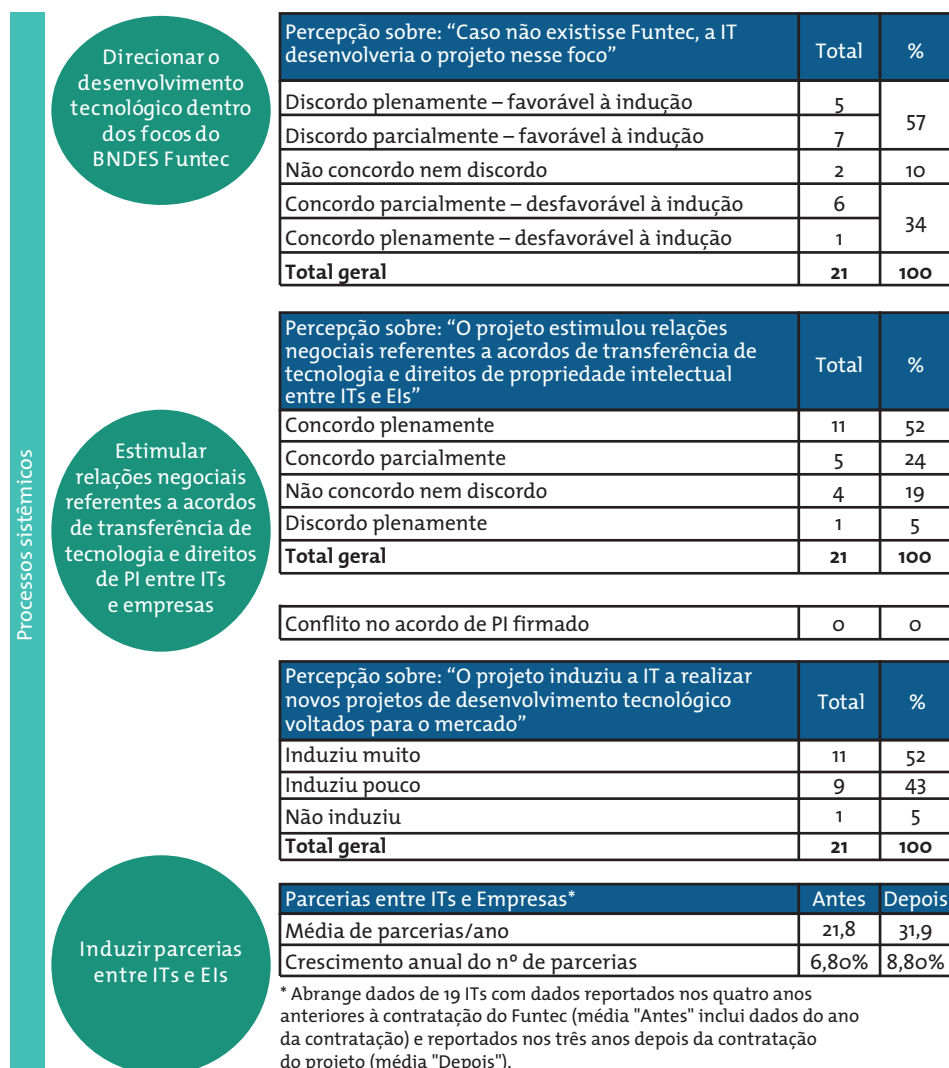 Processos sistêmicos
Direcionar o
desenvolvimento
tecnológico dentro
dos focos do
BNDES Funtec
Percepção sobre: “Caso não existisse Funtec, a IT
desenvolveria o projeto nesse foco” Total %
Discordo plenamente – favorável à indução 5
57
Discordo parcialmente – favorável à indução 7
Não concordo nem discordo 2 10
Concordo parcialmente – desfavorável à indução 6
34
Concordo plenamente – desfavorável à indução 1
Total geral 21 100
Estimular
relações negociais
referentes a acordos
de transferência de
tecnologia e direitos
de PI entre ITs
e empresas
Percepção sobre: “O projeto estimulou relações
negociais referentes a acordos de transferência de
tecnologia e direitos de propriedade intelectual
entre ITs e EIs” Total %
Concordo plenamente 11 52
Concordo parcialmente 5 24
Não concordo nem discordo 4 19
Discordo plenamente 1 5
Total geral 21 100
Conflito no acordo de PI firmado 0 0
Percepção sobre: “O projeto induziu a IT a realizar
novos projetos de desenvolvimento tecnológico
voltados para o mercado” Total %
Induziu muito 11 52
Induziu pouco 9 43
Não induziu 1 5
Total geral 21 100
Induzir parcerias
entre ITs e EIs
Parcerias entre ITs e Empresas* Antes Depois
Média de parcerias/ano 21,8 31,9
Crescimento anual do nº de parcerias 6,80% 8,80%
* Abrange dados de 19 ITs com dados reportados nos quatro anos
anteriores à contratação do Funtec (média "Antes" inclui dados do ano
da contratação) e reportados nos três anos depois da contratação
do projeto (média "Depois").